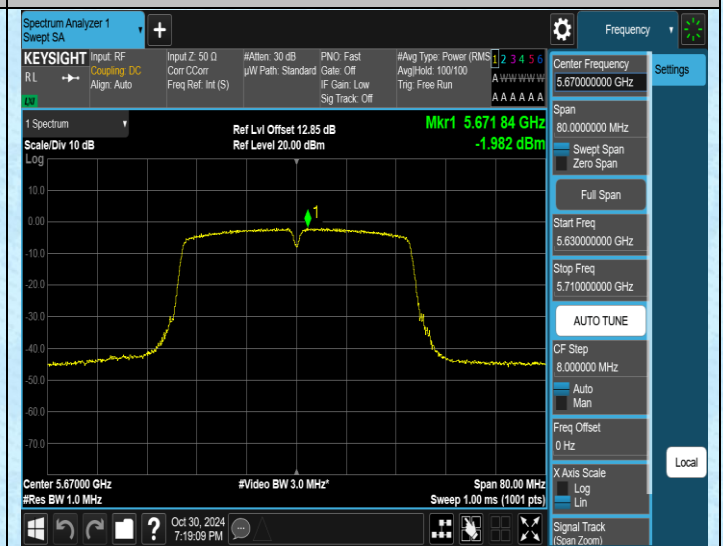 Spectrum Analyzer 1
Swept SA
+
Frequency
KEYSIGHT
R L
LXI
Input: RF
Coupling: DC
Align: Auto
Input Z: 50 Ω
Corr CCorr
Freq Ref: Int (S)
#Atten: 30 dB
µW Path: Standard
PNO: Fast
Gate: Off
IF Gain: Low
Sig Track: Off
#Avg Type: Power (RMS
Avg|Hold: 100/100
Trig: Free Run
1 2 3 4 5 6
A W W W W W
A A A A A A
1 Spectrum
Scale/Div 10 dB
Ref Lvl Offset 12.85 dB
Ref Level 20.00 dBm
Mkr1 5.671 84 GHz
-1.982 dBm
Log
10.0
0.00
-10.0
-20.0
-30.0
-40.0
-50.0
-60.0
-70.0
1
Center 5.67000 GHz
#Res BW 1.0 MHz
#Video BW 3.0 MHz*
Span 80.00 MHz
Sweep 1.00 ms (1001 pts)
Center Frequency
5.670000000 GHz
Span
80.0000000 MHz
Swept Span
Zero Span
Full Span
Start Freq
5.630000000 GHz
Stop Freq
5.710000000 GHz
AUTO TUNE
CF Step
8.000000 MHz
Auto
Man
Freq Offset
0 Hz
X Axis Scale
Log
Lin
Signal Track
(Span Zoom)
Settings
Local
?
Oct 30, 2024
7:19:09 PM